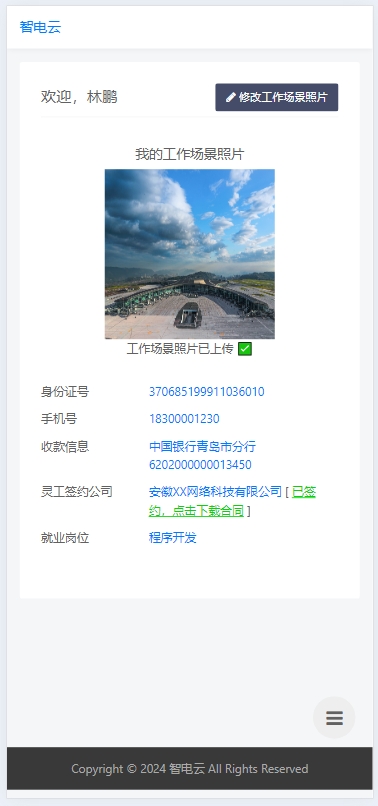 智电云
欢迎，林鹏
修改工作场景照片
我的工作场景照片
工作场景照片已上传 ✅
身份证号 370685199911036010
手机号 18300001230
收款信息 中国银行青岛市分行
6202000000013450
灵工签约公司 安徽XX网络科技有限公司 [ 已签
约，点击下载合同 ]
就业岗位 程序开发
Copyright © 2024 智电云 All Rights Reserved